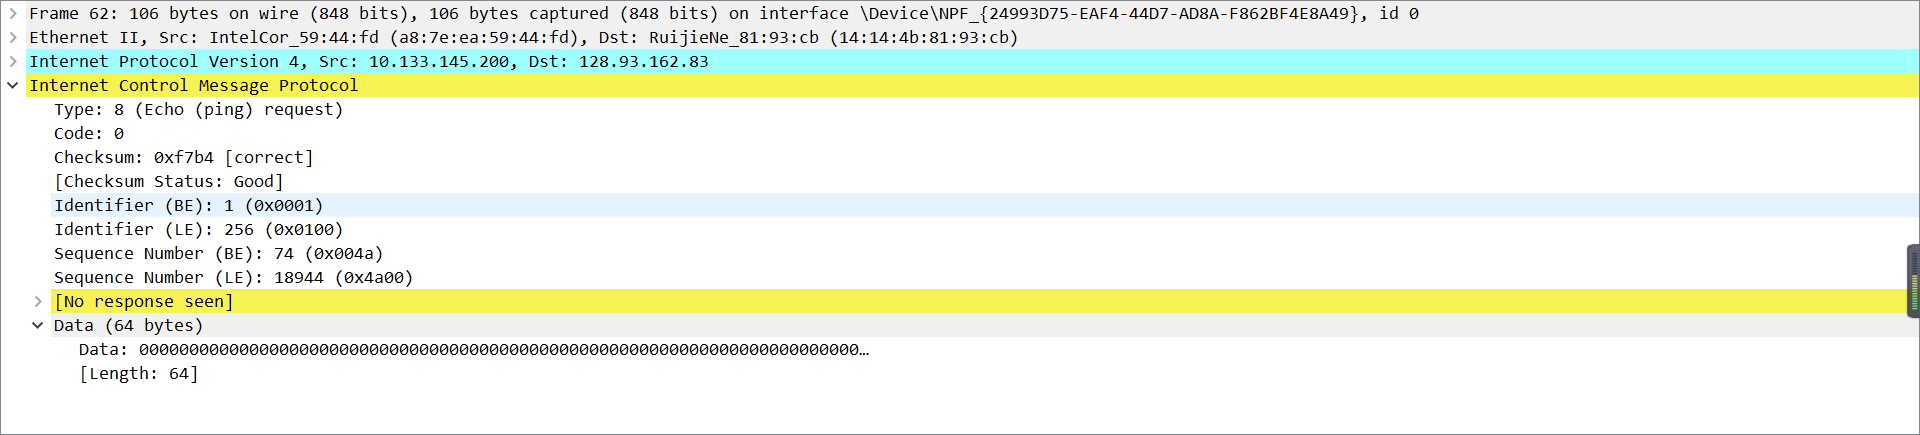 Frame 62: 106 bytes on wire (848 bits), 106 bytes captured (848 bits) on interface \Device\NPF_{24993D75-EAF4-44D7-AD8A-F862BF4E8A49}, id 0
Ethernet II, Src: IntelCor_59:44:fd (a8:7e:ea:59:44:fd), Dst: RuijieNe_81:93:cb (14:14:4b:81:93:cb)
Internet Protocol Version 4, Src: 10.133.145.200, Dst: 128.93.162.83
Internet Control Message Protocol
Type: 8 (Echo (ping) request)
Code: 0
Checksum: 0xf7b4 [correct]
[Checksum Status: Good]
Identifier (BE): 1 (0x0001)
Identifier (LE): 256 (0x0100)
Sequence Number (BE): 74 (0x004a)
Sequence Number (LE): 18944 (0x4a00)
[No response seen]
Data (64 bytes)
Data: 000000000000000000000000000000000000000000000000000000000000000000000000…
[Length: 64]